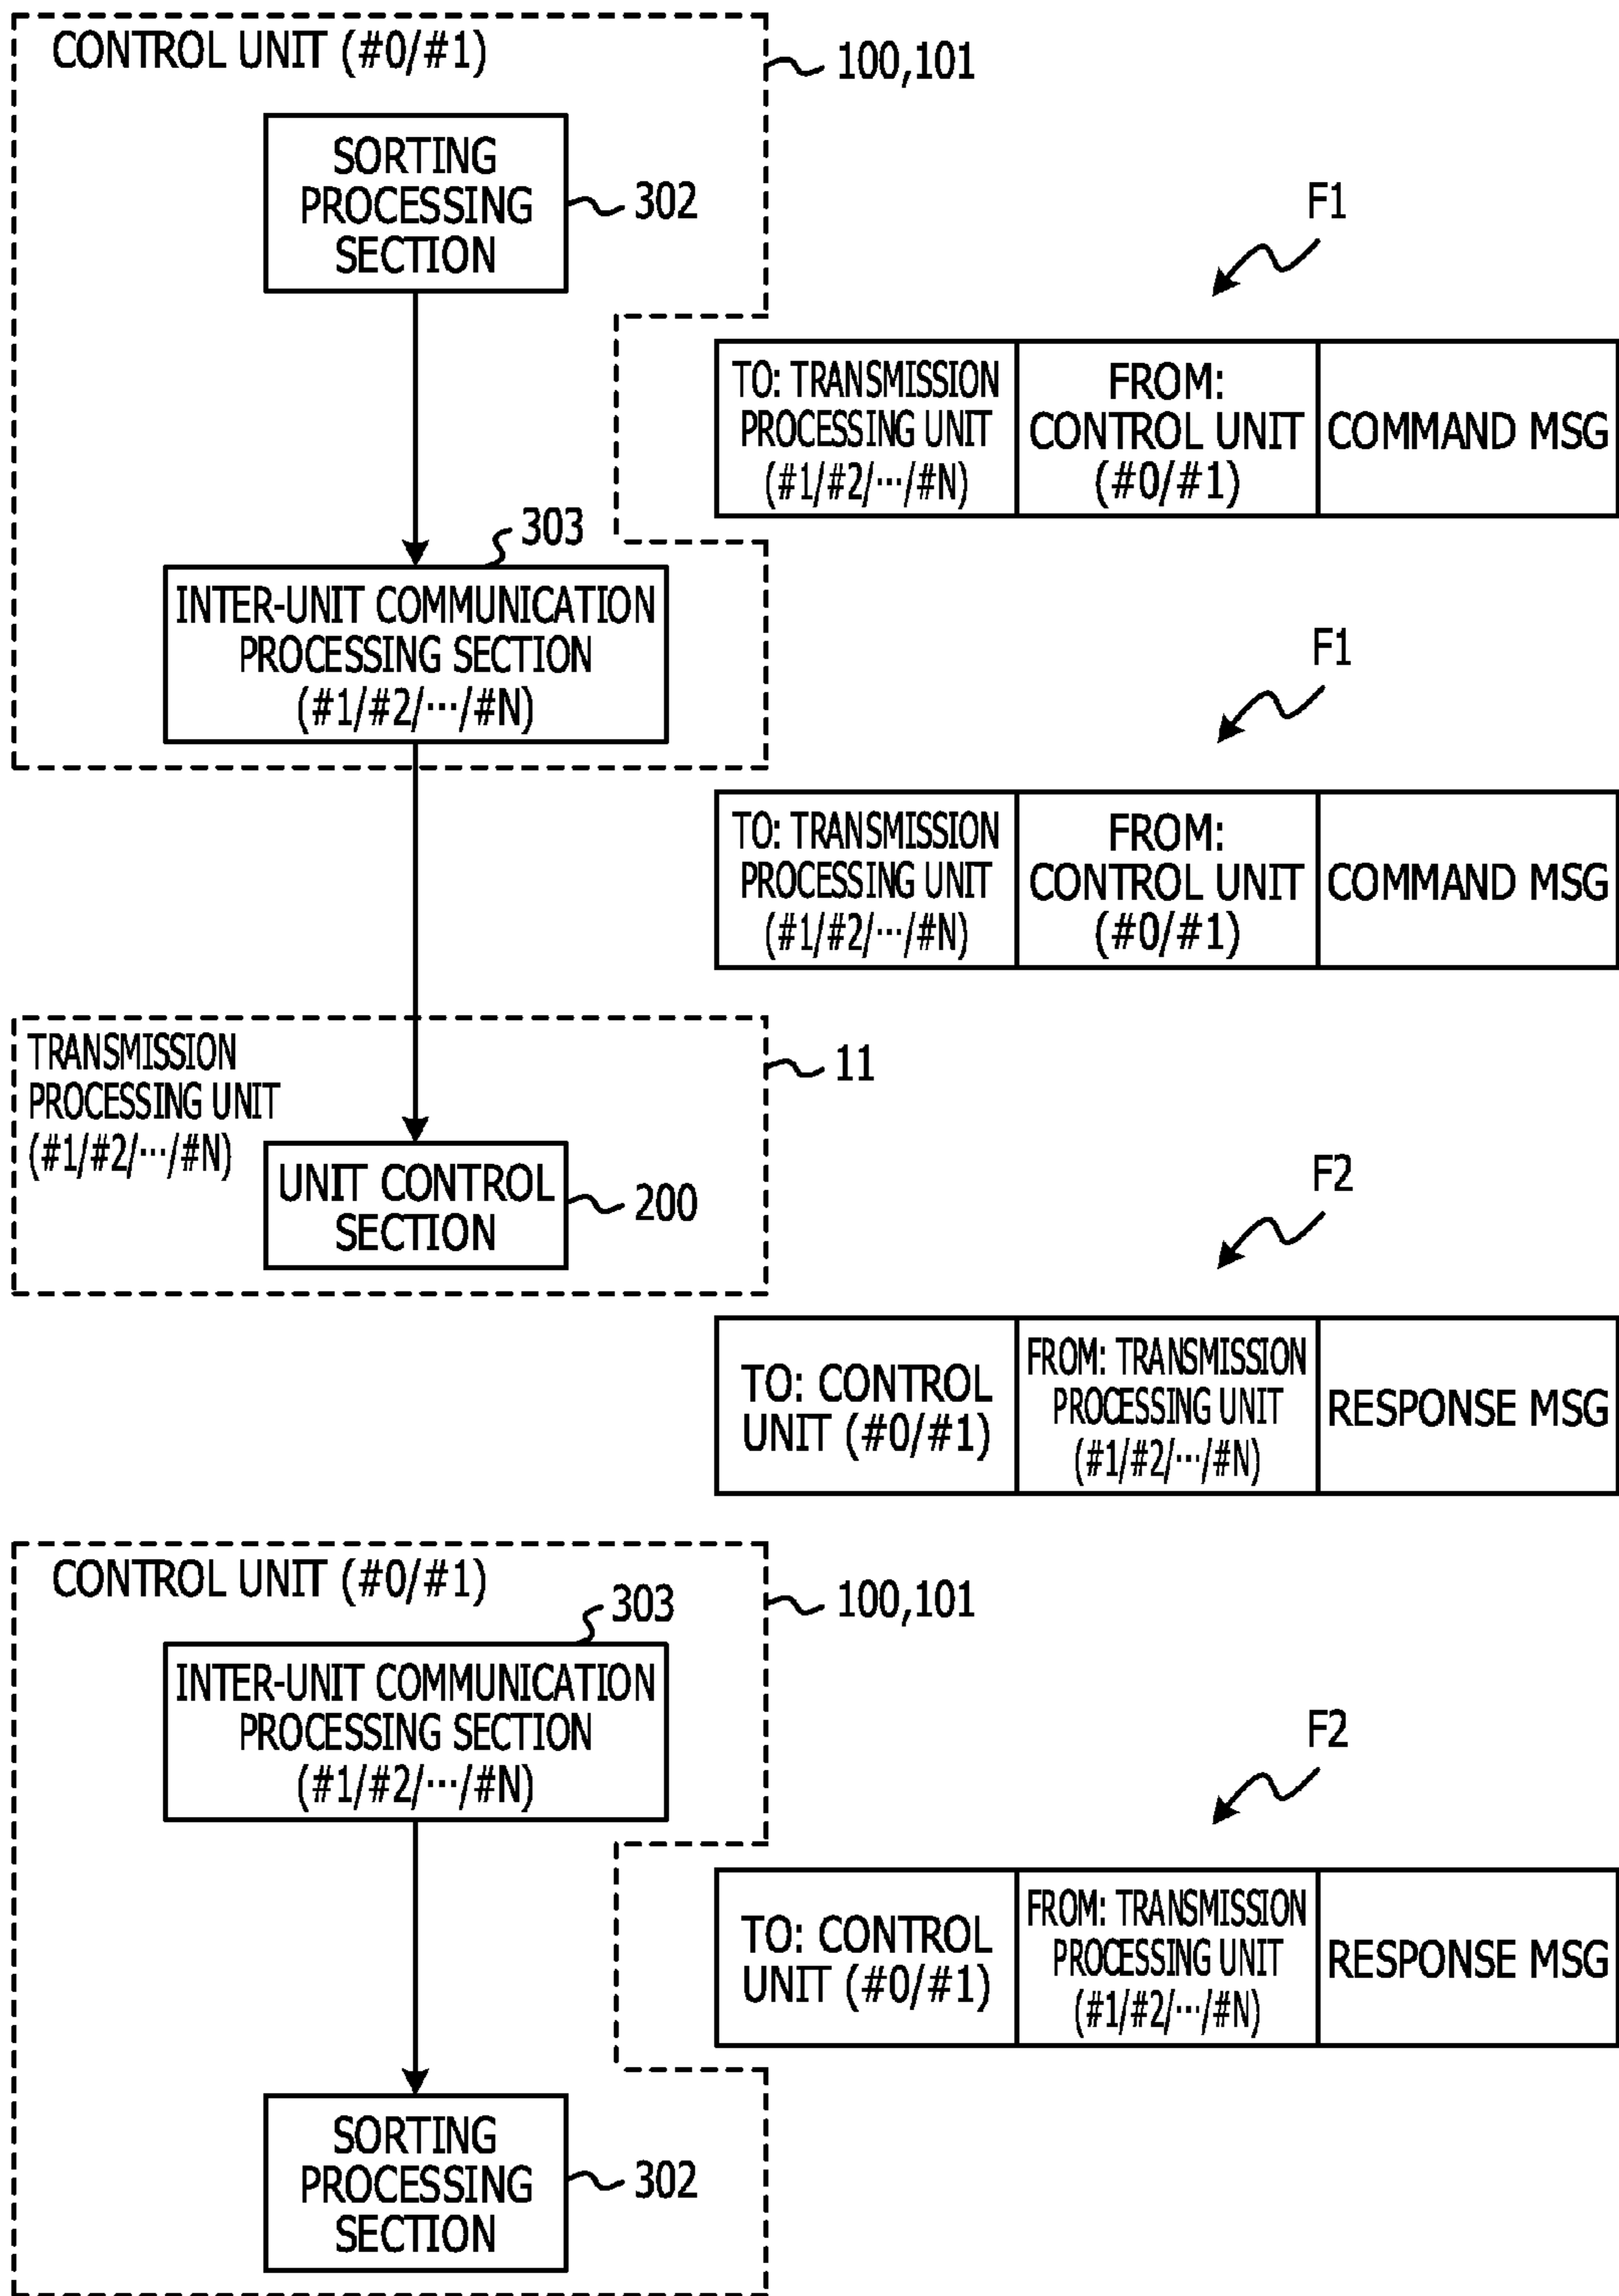 CONTROL UNIT (#0/#1)
100,101
SORTING
PROCESSING
SECTION
302
F1
TO: TRANSMISSION
PROCESSING UNIT
(#1/#2/···/#N)
FROM:
CONTROL UNIT
(#0/#1)
COMMAND MSG
303
INTER-UNIT COMMUNICATION
PROCESSING SECTION
(#1/#2/···/#N)
F1
TO: TRANSMISSION
PROCESSING UNIT
(#1/#2/···/#N)
FROM:
CONTROL UNIT
(#0/#1)
COMMAND MSG
TRANSMISSION
PROCESSING UNIT
(#1/#2/···/#N)
11
UNIT CONTROL
SECTION
200
F2
TO: CONTROL
UNIT (#0/#1)
FROM: TRANSMISSION
PROCESSING UNIT
(#1/#2/···/#N)
RESPONSE MSG
CONTROL UNIT (#0/#1)
100,101
303
INTER-UNIT COMMUNICATION
PROCESSING SECTION
(#1/#2/···/#N)
F2
TO: CONTROL
UNIT (#0/#1)
FROM: TRANSMISSION
PROCESSING UNIT
(#1/#2/···/#N)
RESPONSE MSG
SORTING
PROCESSING
SECTION
302